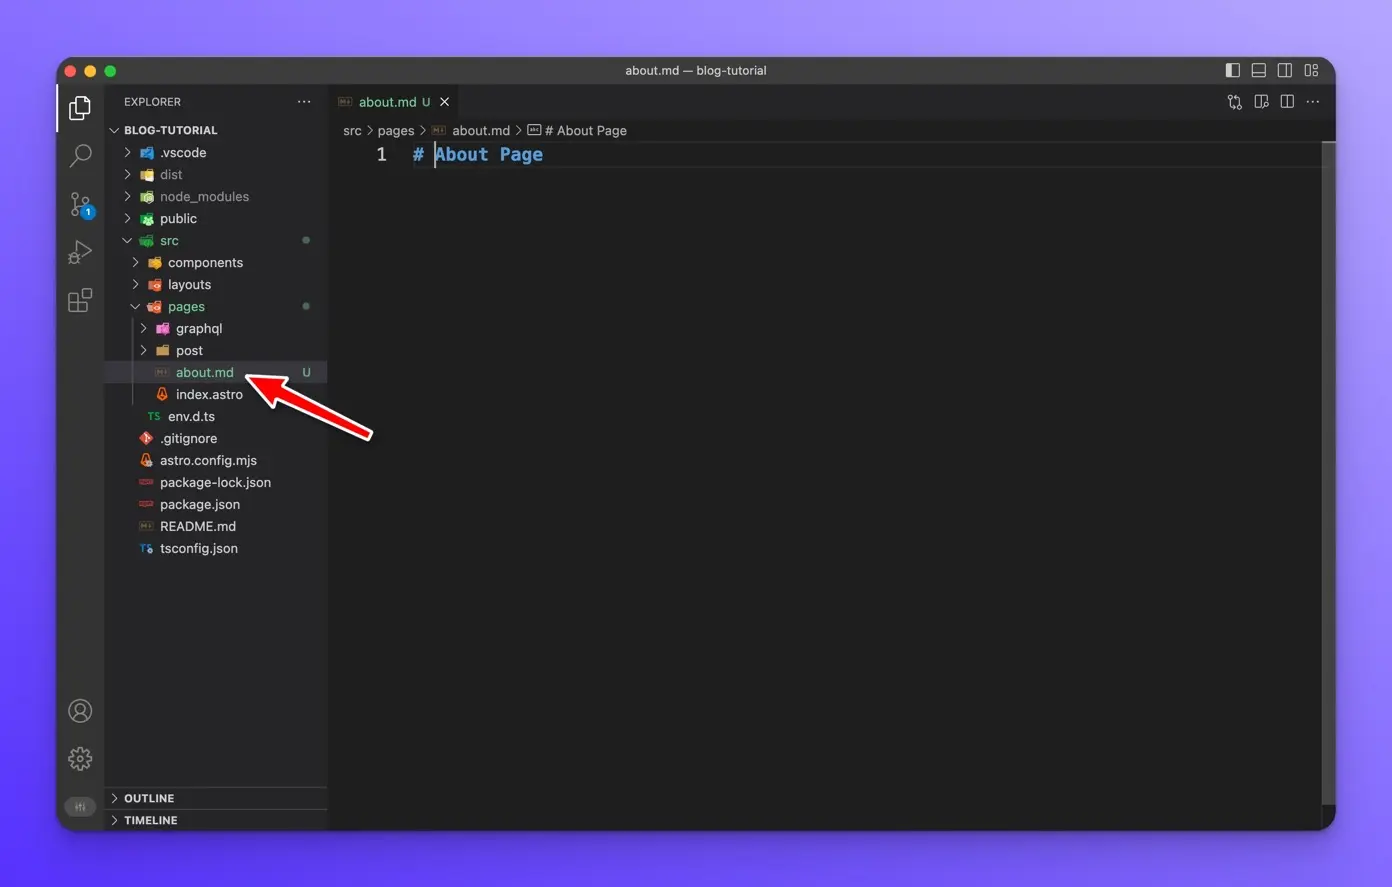 about.md — blog-tutorial
EXPLORER
about.md U
BLOG-TUTORIAL
src > pages > about.md > # About Page
1 # About Page
.vscode
dist
node_modules
1
public
src
components
layouts
pages
graphql
post
about.md U
index.astro
TS env.d.ts
.gitignore
astro.config.mjs
package-lock.json
package.json
README.md
tsconfig.json
OUTLINE
TIMELINE